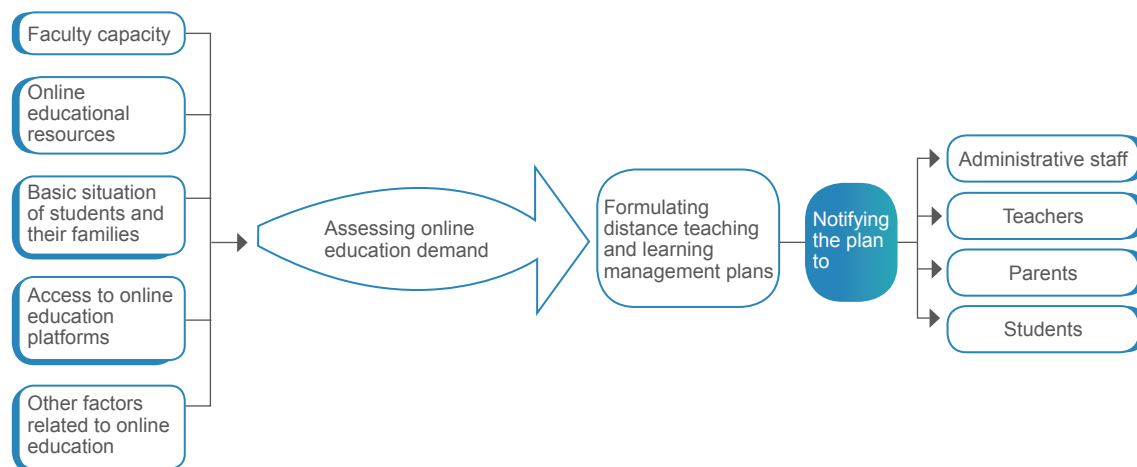 Faculty capacity
Online
educational
resources
Basic situation
of students and
their families
Access to online
education
platforms
Other factors
related to online
education
Assessing online
education demand
Formulating
distance teaching
and learning
management plans
Notifying
the plan
to
Administrative staff
Teachers
Parents
Students